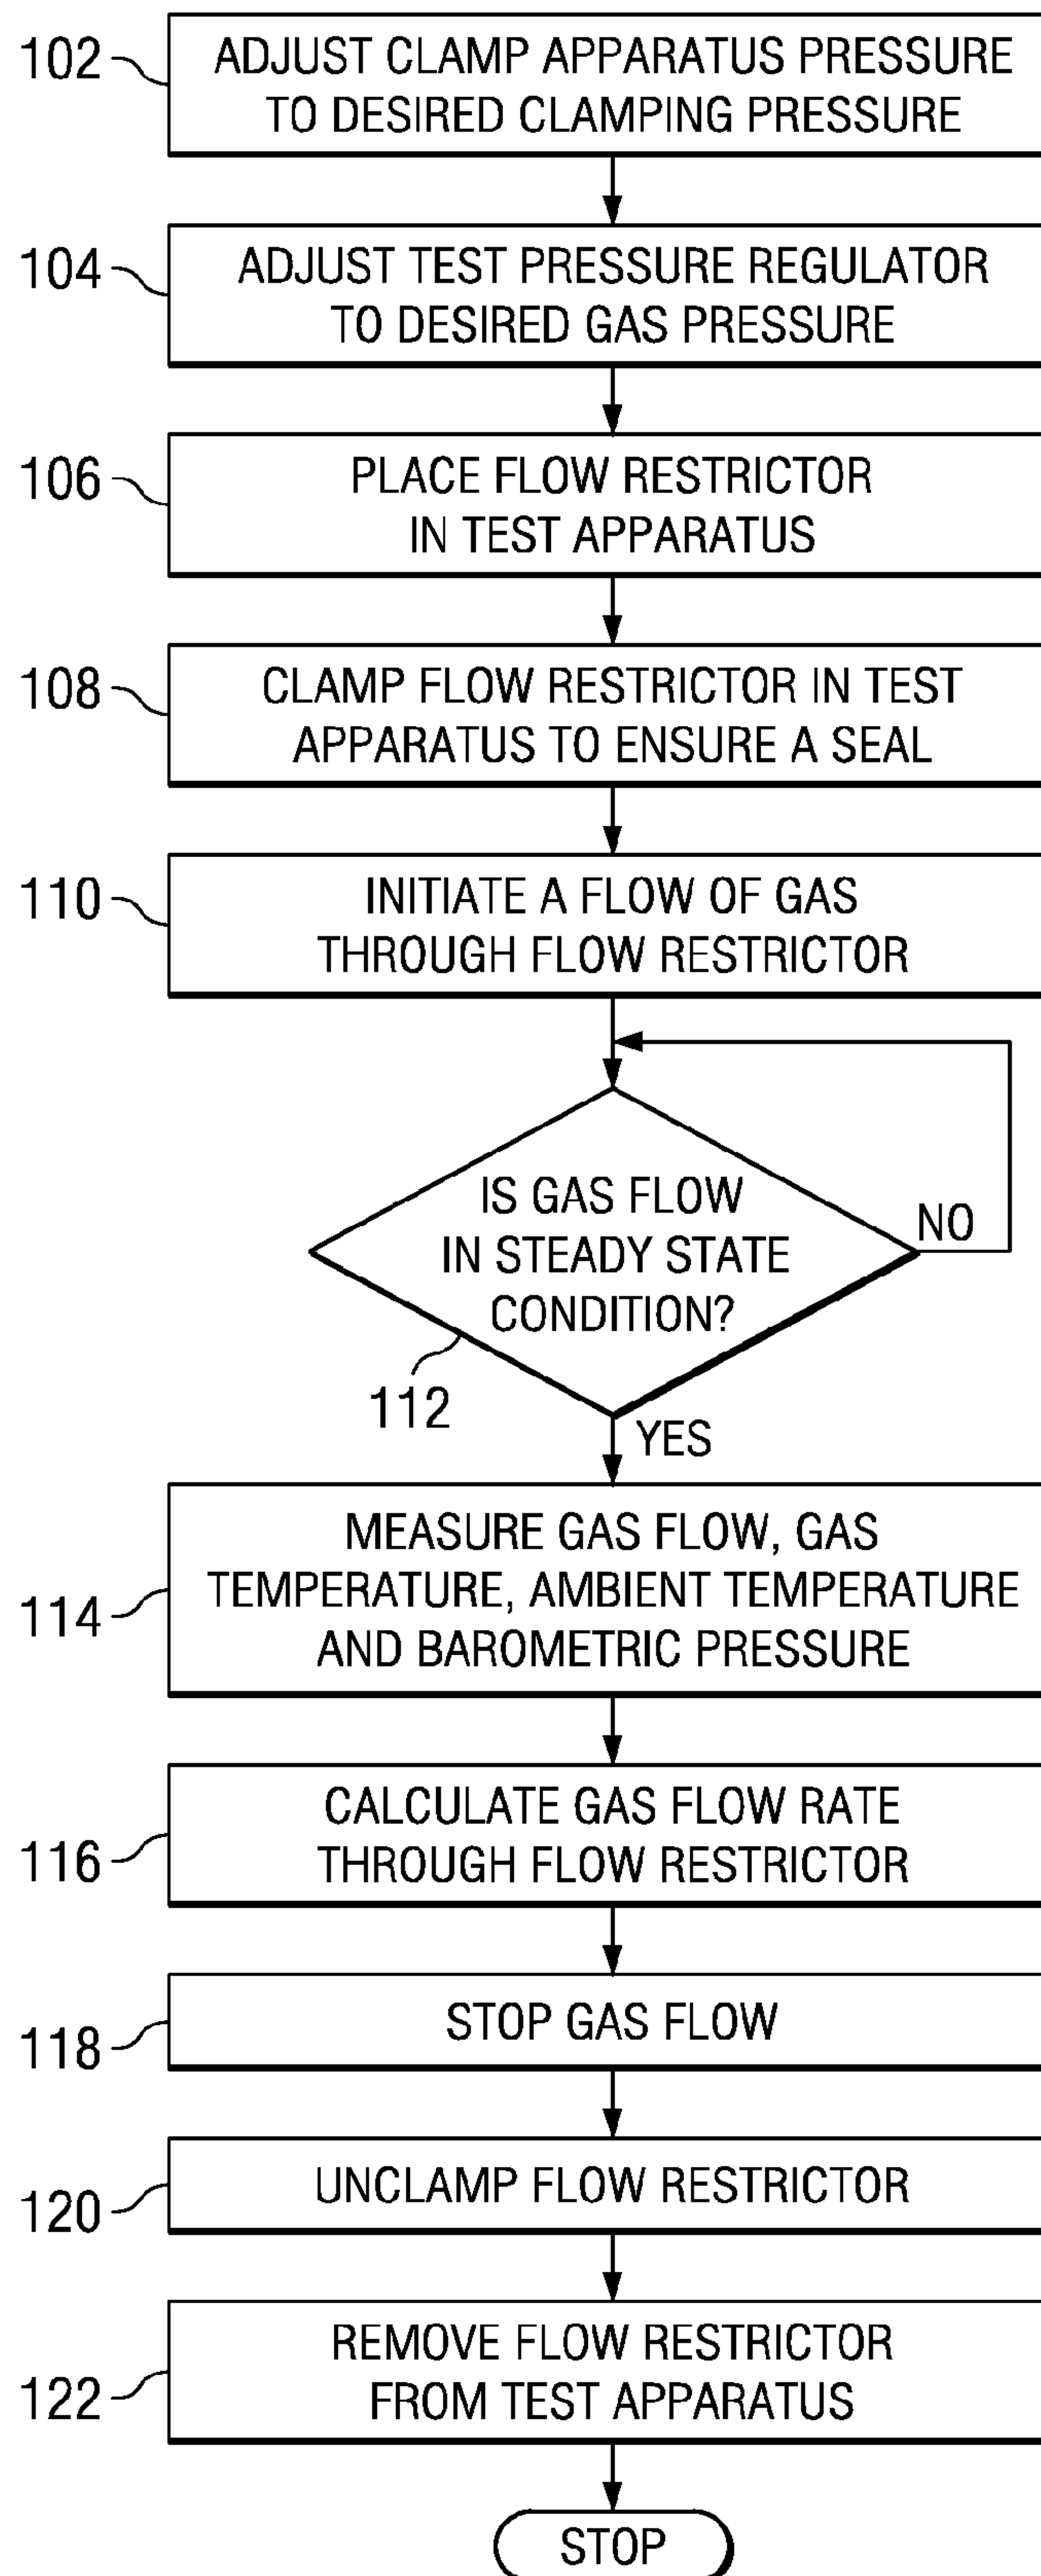 102
ADJUST CLAMP APPARATUS PRESSURE
TO DESIRED CLAMPING PRESSURE
104
ADJUST TEST PRESSURE REGULATOR
TO DESIRED GAS PRESSURE
106
PLACE FLOW RESTRICTOR
IN TEST APPARATUS
108
CLAMP FLOW RESTRICTOR IN TEST
APPARATUS TO ENSURE A SEAL
110
INITIATE A FLOW OF GAS
THROUGH FLOW RESTRICTOR
IS GAS FLOW
IN STEADY STATE
CONDITION?
NO
112
YES
114
MEASURE GAS FLOW, GAS
TEMPERATURE, AMBIENT TEMPERATURE
AND BAROMETRIC PRESSURE
116
CALCULATE GAS FLOW RATE
THROUGH FLOW RESTRICTOR
118
STOP GAS FLOW
120
UNCLAMP FLOW RESTRICTOR
122
REMOVE FLOW RESTRICTOR
FROM TEST APPARATUS
STOP